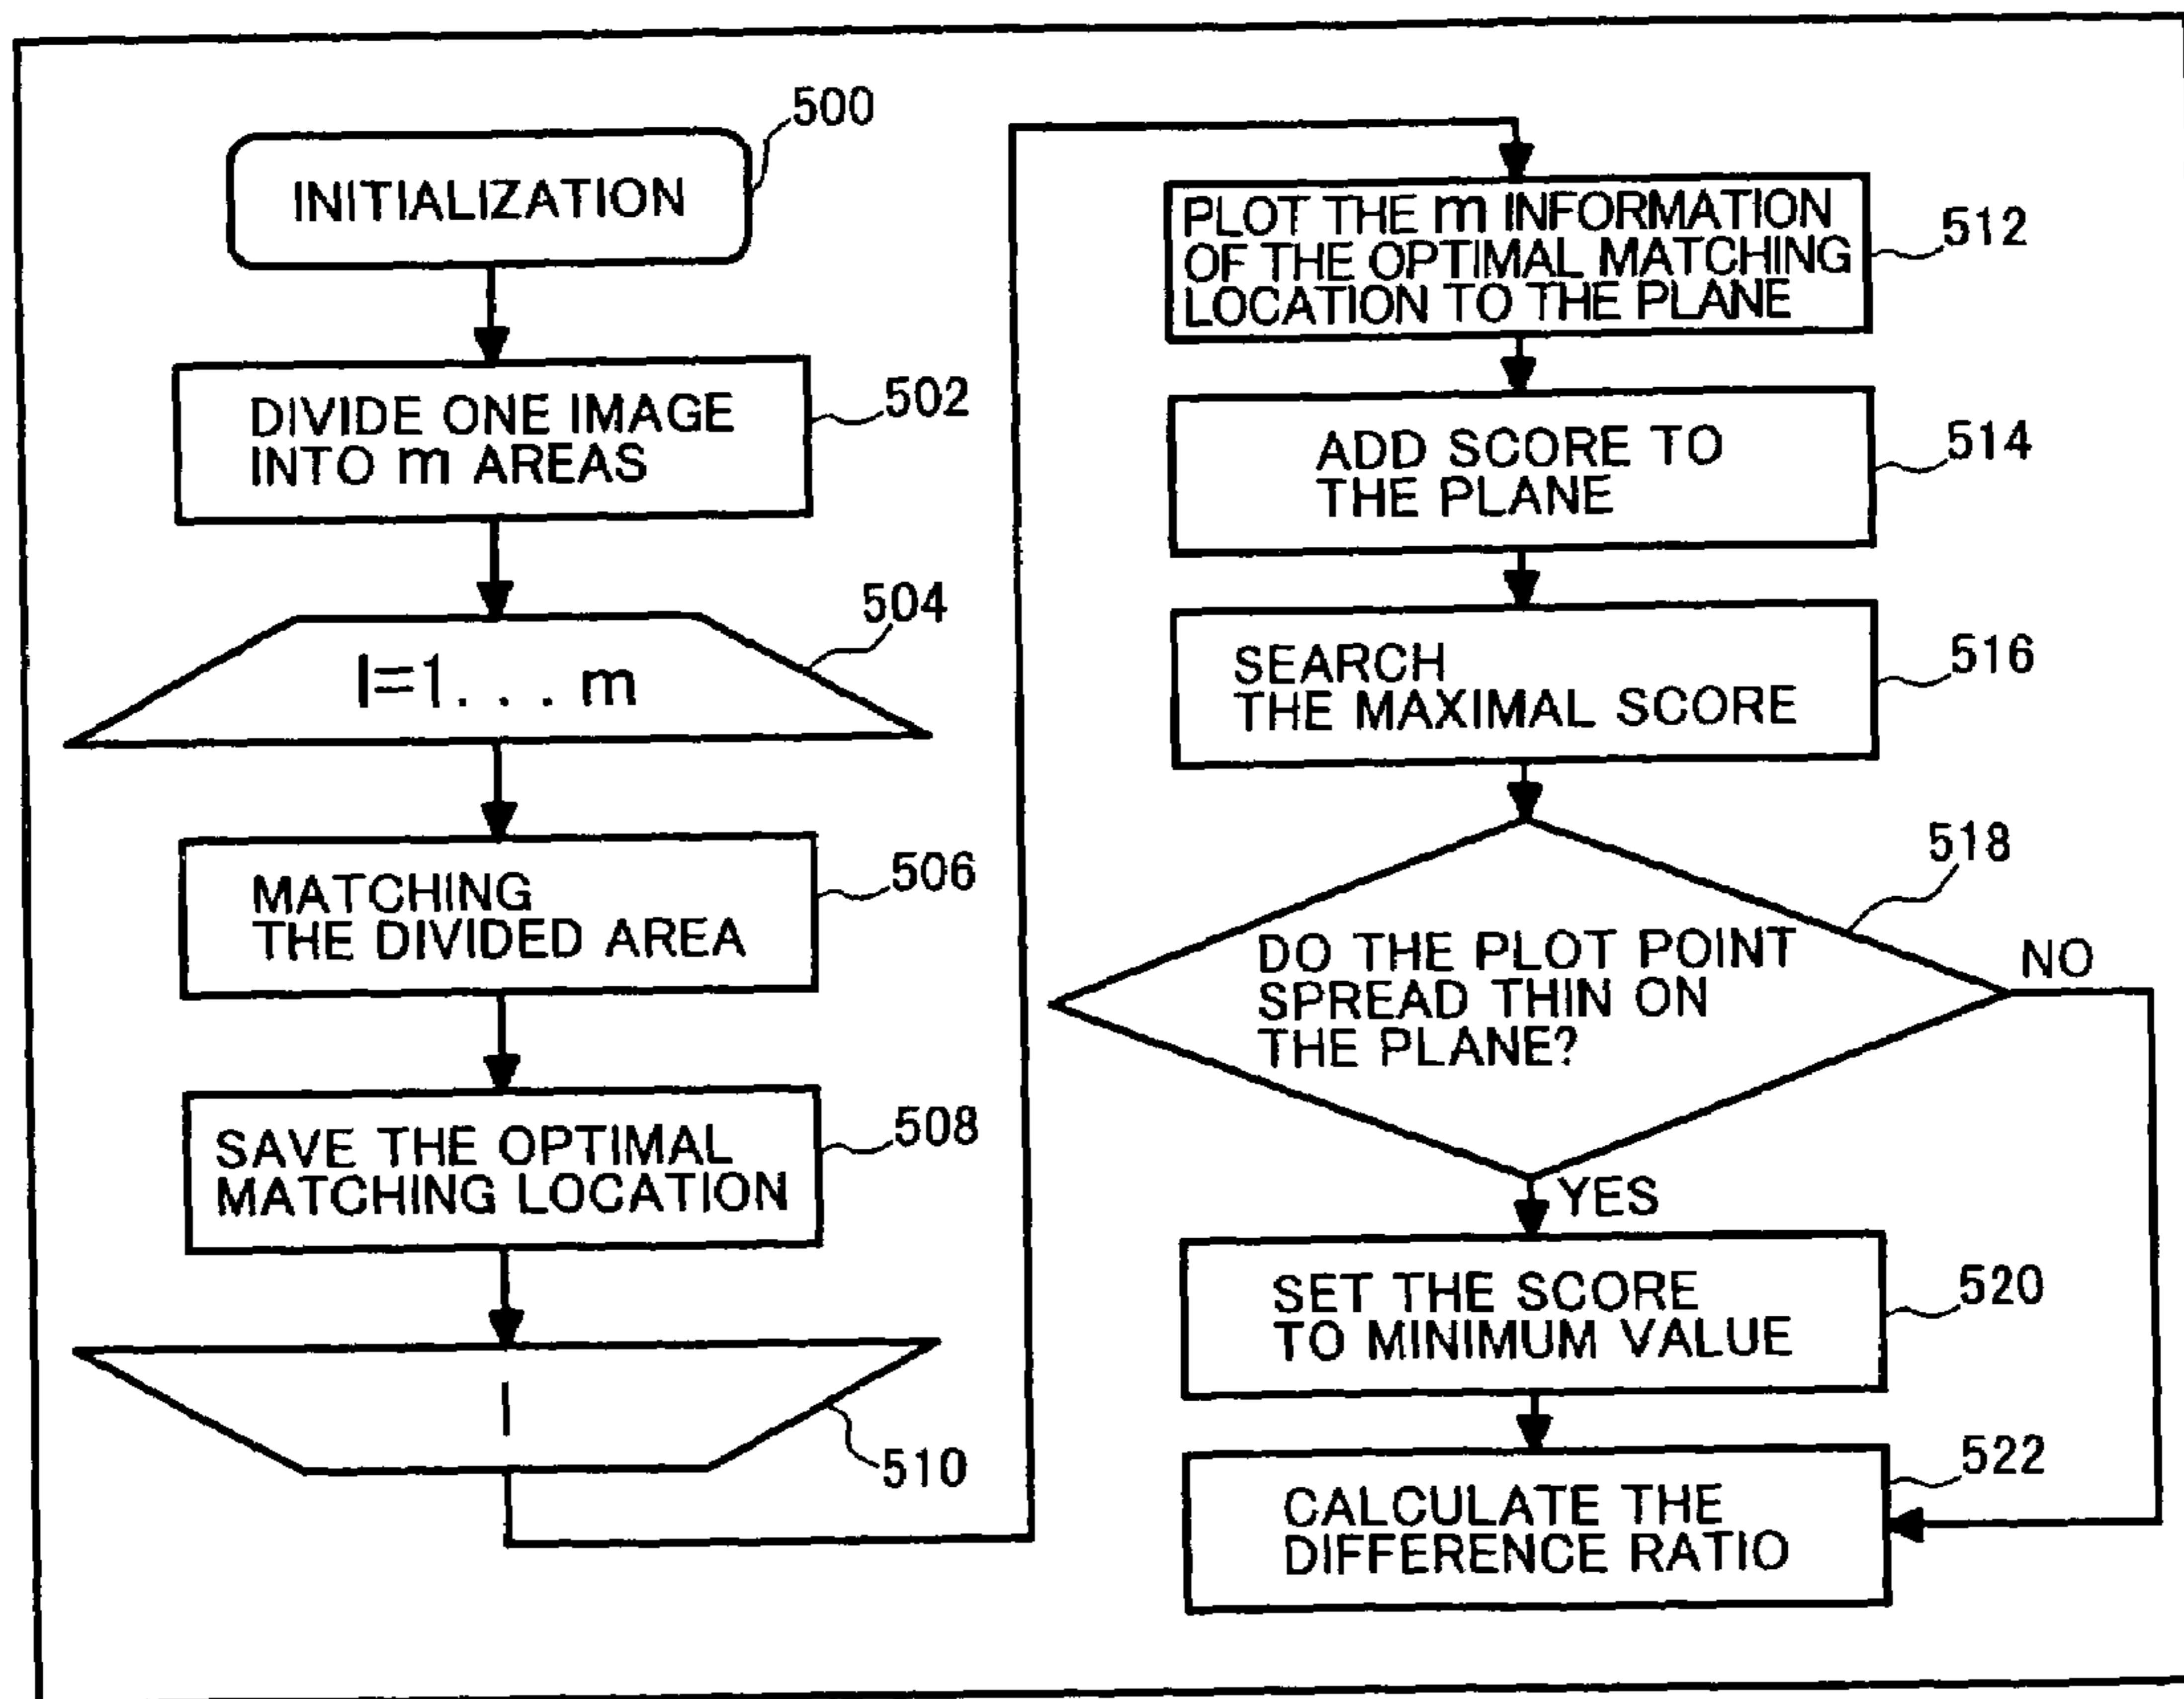 500
INITIALIZATION
DIVIDE ONE IMAGE
INTO m AREAS
502
504
I=1. . . m
MATCHING
THE DIVIDED AREA
506
SAVE THE OPTIMAL
MATCHING LOCATION
508
510
PLOT THE m INFORMATION
OF THE OPTIMAL MATCHING
LOCATION TO THE PLANE
512
ADD SCORE TO
THE PLANE
514
SEARCH
THE MAXIMAL SCORE
516
518
DO THE PLOT POINT
SPREAD THIN ON
THE PLANE?
NO
YES
SET THE SCORE
TO MINIMUM VALUE
520
CALCULATE THE
DIFFERENCE RATIO
522